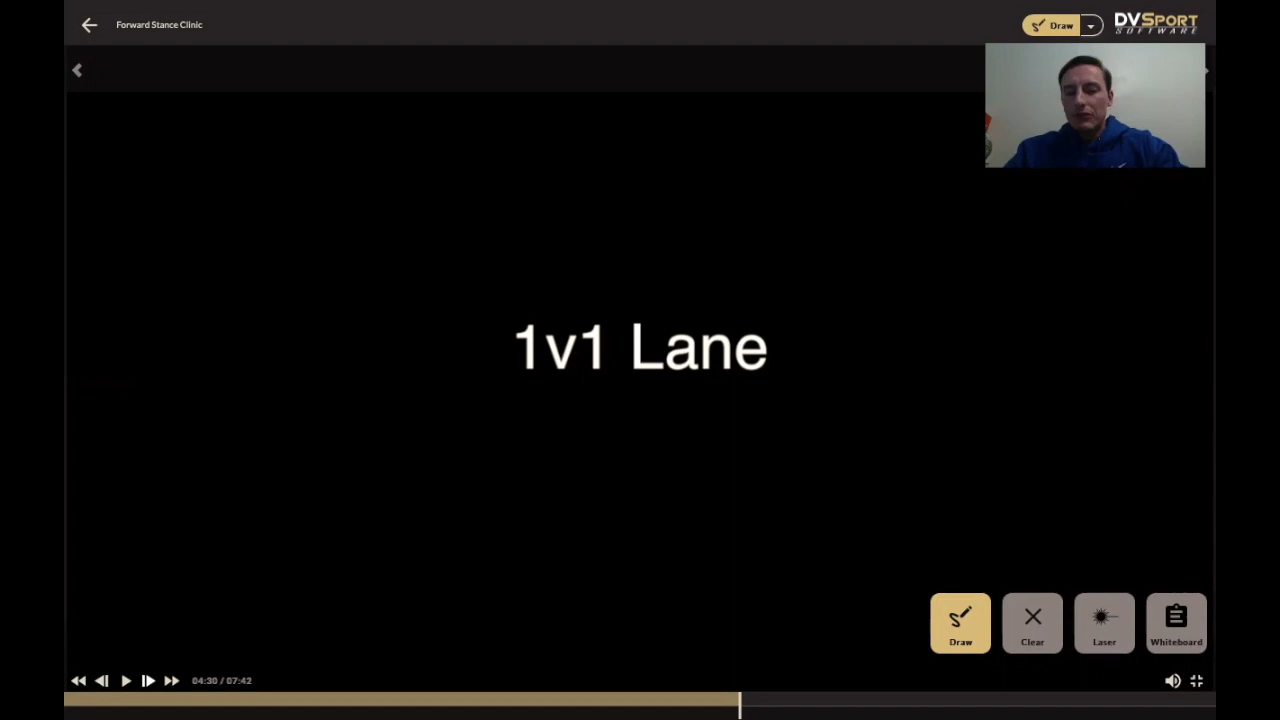 Forward Stance Clinic
Draw
DVSPORT
SOFTWARE
1v1 Lane
Draw
Clear
Laser
Whiteboard
04:30 / 07:42